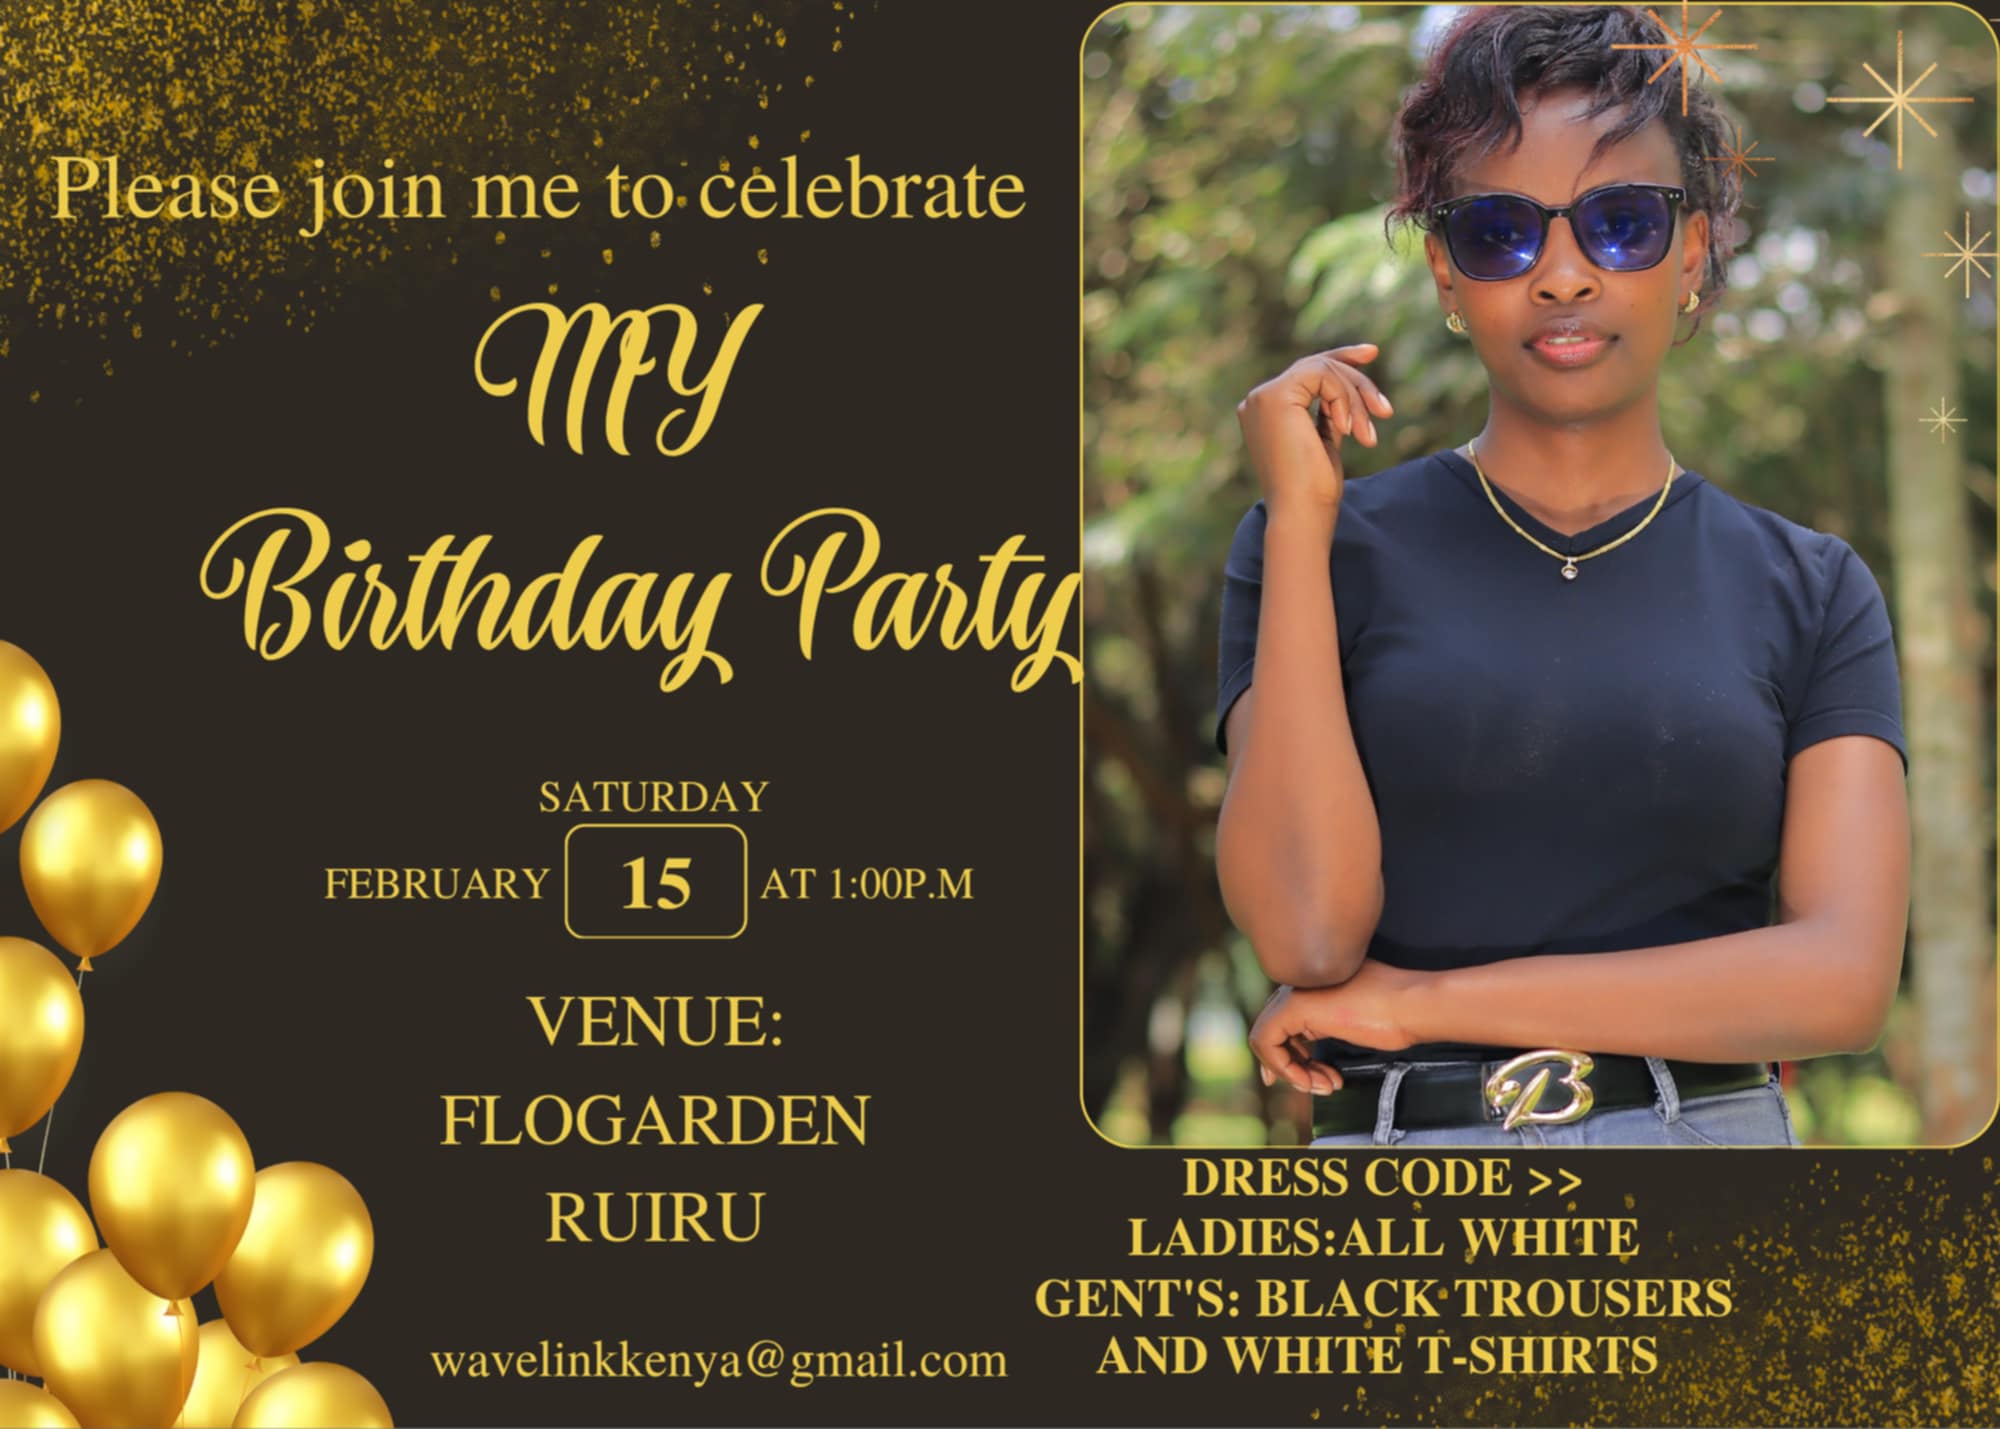 Please join me to celebrate
MY
Birthday Party
SATURDAY
FEBRUARY 15 AT 1:00P.M
VENUE:
FLOGARDEN
RUIRU
wavelinkkenya@gmail.com
B
DRESS CODE >>
LADIES:ALL WHITE
GENT'S: BLACK TROUSERS
AND WHITE T-SHIRTS